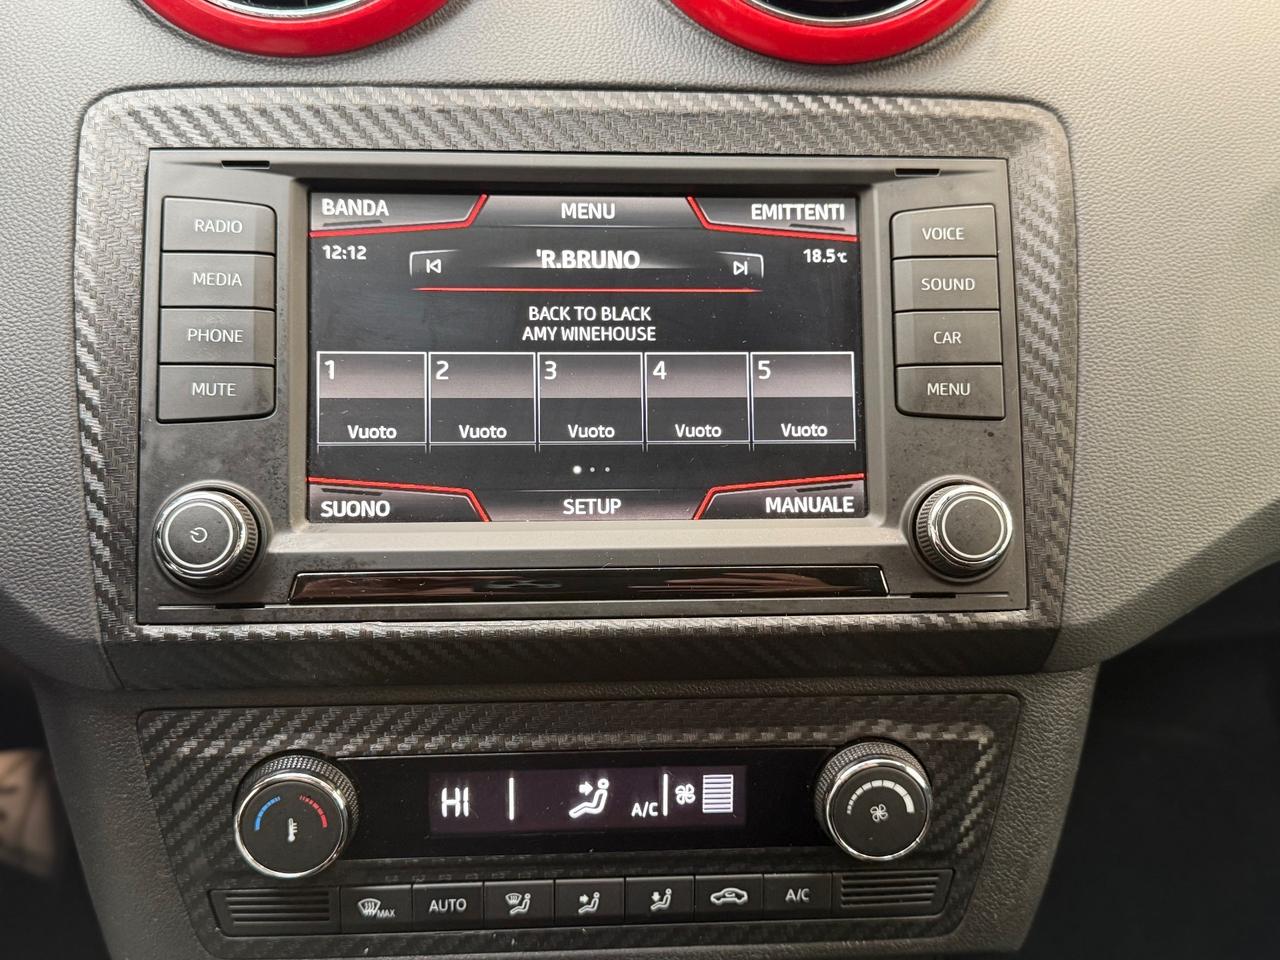 RADIO
MEDIA
PHONE
MUTE
BANDA
MENU
EMITTENTI
12:12
'R.BRUNO
18.5°C
BACK TO BLACK
AMY WINEHOUSE
1
2
3
4
5
Vuoto
Vuoto
Vuoto
Vuoto
Vuoto
SUONO
SETUP
MANUALE
VOICE
SOUND
CAR
MENU
HI
A/C
MAX
AUTO
A/C